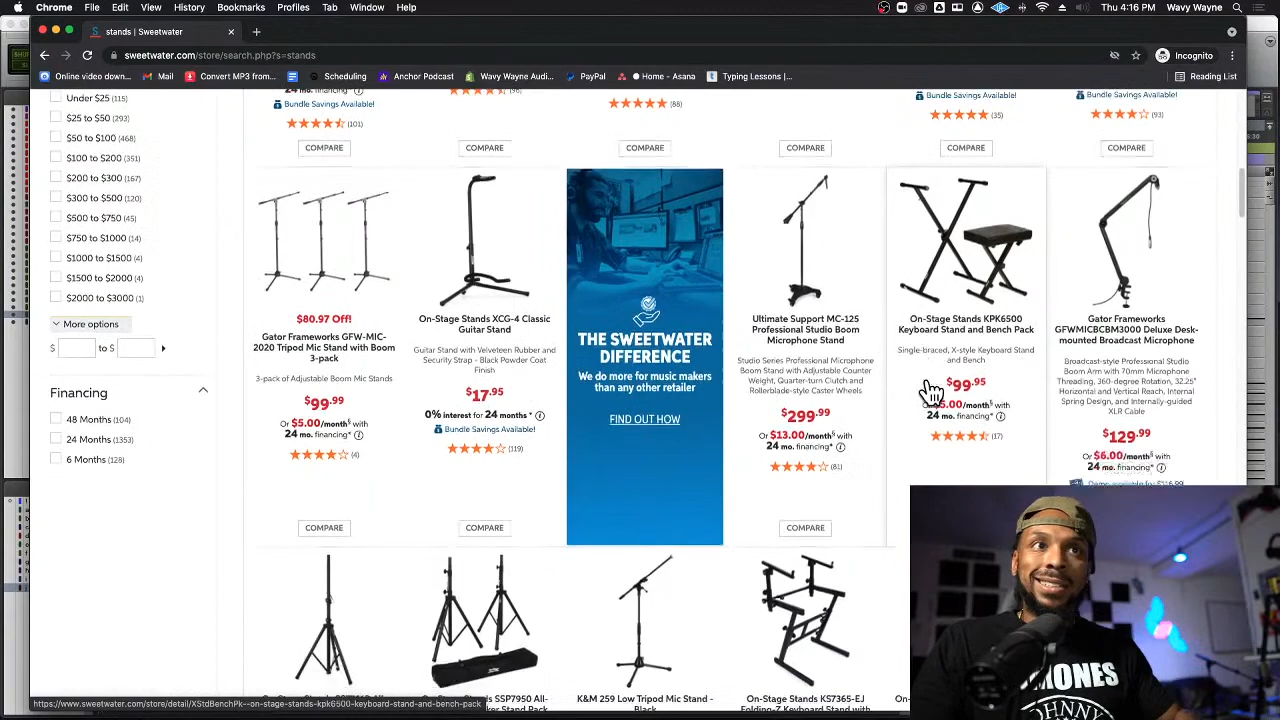 Chrome File Edit View History Bookmarks Profiles Tab Window Help Thu 4:16 PM Wavy Wayne
stands | Sweetwater
sweetwater.com/store/search.php?s=stands Incognito
Online video down... Mail Convert MP3 from... Scheduling Anchor Podcast Wavy Wayne Audi... PayPal Home - Asana Typing Lessons |... Reading List
Under $25 (115)
$25 to $50 (293)
$50 to $100 (468)
$100 to $200 (351)
$200 to $300 (167)
$300 to $500 (120)
$500 to $750 (45)
$750 to $1000 (14)
$1000 to $1500 (4)
$1500 to $2000 (4)
$2000 to $3000 (1)
More options
$ to $
Financing
48 Months (104)
24 Months (1353)
6 Months (128)
24 mo. financing*
Bundle Savings Available!
(101)
(96)
(88)
Bundle Savings Available!
(35)
Bundle Savings Available!
(93)
COMPARE COMPARE COMPARE COMPARE COMPARE COMPARE
$80.97 Off!
Gator Frameworks GFW-MIC-
2020 Tripod Mic Stand with Boom
3-pack
3-pack of Adjustable Boom Mic Stands
$99.99
Or $5.00/month§ with
24 mo. financing*
(4)
COMPARE
On-Stage Stands XCG-4 Classic
Guitar Stand
Guitar Stand with Velveteen Rubber and
Security Strap - Black Powder Coat
Finish
$17.95
0% interest for 24 months *
Bundle Savings Available!
(119)
COMPARE
THE SWEETWATER
DIFFERENCE
We do more for music makers
than any other retailer
FIND OUT HOW
Ultimate Support MC-125
Professional Studio Boom
Microphone Stand
Studio Series Professional Microphone
Boom Stand with Adjustable Counter
Weight, Quarter-turn Clutch and
Rollerblade-style Caster Wheels
$299.99
Or $13.00/month§ with
24 mo. financing*
(81)
COMPARE
On-Stage Stands KPK6500
Keyboard Stand and Bench Pack
Single-braced, X-style Keyboard Stand
and Bench
$99.95
$5.00/month§ with
24 mo. financing*
(17)
Gator Frameworks
GFWMICBCBM3000 Deluxe Desk-
mounted Broadcast Microphone
Broadcast-style Professional Studio
Boom Arm with 70mm Microphone
Threading, 360-degree Rotation, 32.25"
Horizontal and Vertical Reach, Internal
Spring Design, and Internally-guided
XLR Cable
$129.99
Or $6.00/month§ with
24 mo. financing*
On-Stage Stands SSP7950 All-
K&M 259 Low Tripod Mic Stand -
Black
On-Stage Stands KS7365-EJ
Folding-Z Keyboard Stand with
https://www.sweetwater.com/store/detail/XStdBenchPk--on-stage-stands-kpk6500-keyboard-stand-and-bench-pack
MONES
JOHNNY